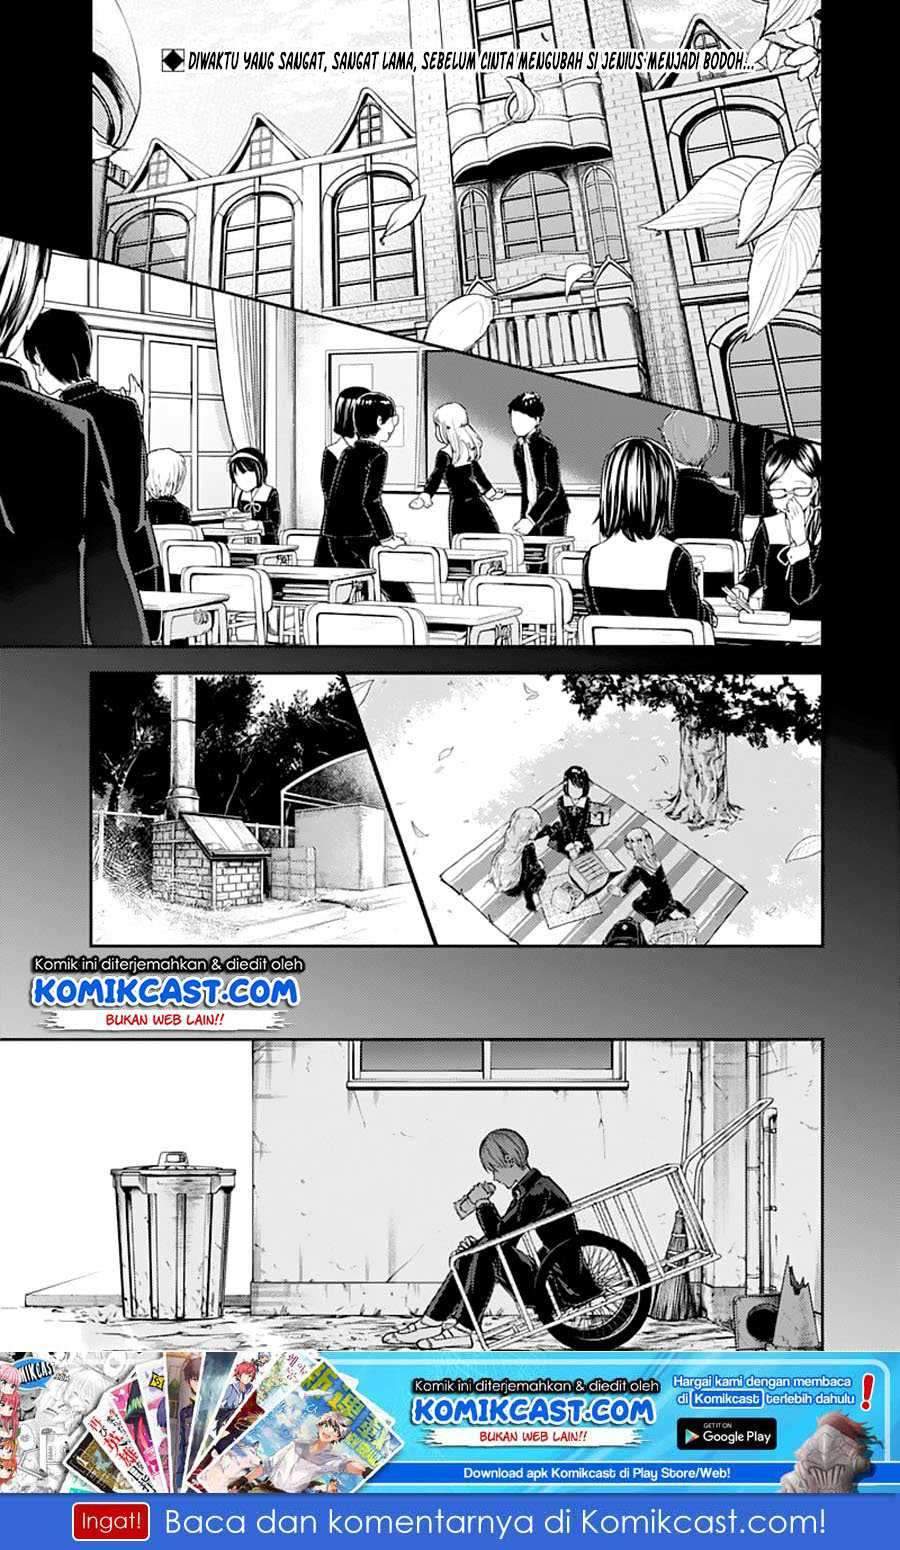 DIWAKTU YANG SANGAT, SANGAT LAMA, SEBELUM CINTA MENGUBAH SI JENIUS MENJADI BODOH...
Komik ini diterjemahkan & diedit oleh
KOMIKCAST.COM
BUKAN WEB LAIN!!
Komik ini diterjemahkan & diedit oleh
KOMIKCAST.COM
BUKAN WEB LAIN!!
Hargai kami dengan membaca
di Komikcast terlebih dahulu !
GET IT ON
Google Play
Download apk Komikcast di Play Store/Web!
Ingat! Baca dan komentarnya di Komikcast.com!